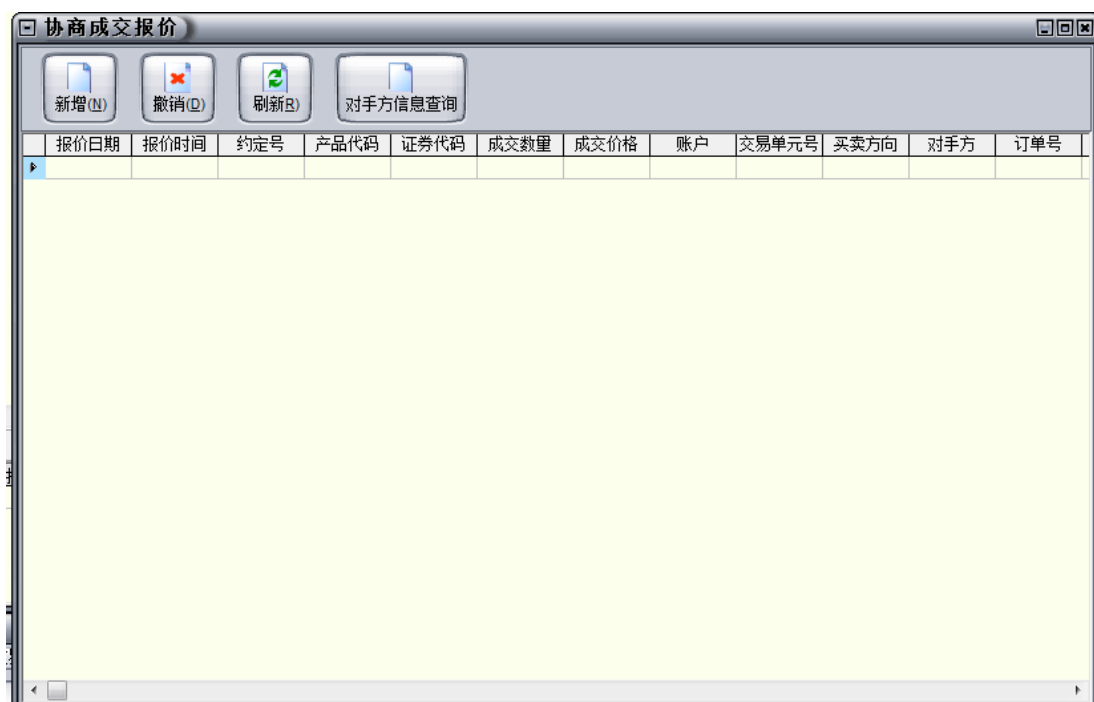 协商成交报价
新增(N) 撤销(D) 刷新R) 对手方信息查询
报价日期 报价时间 约定号 产品代码 证券代码 成交数量 成交价格 账户 交易单元号 买卖方向 对手方 订单号